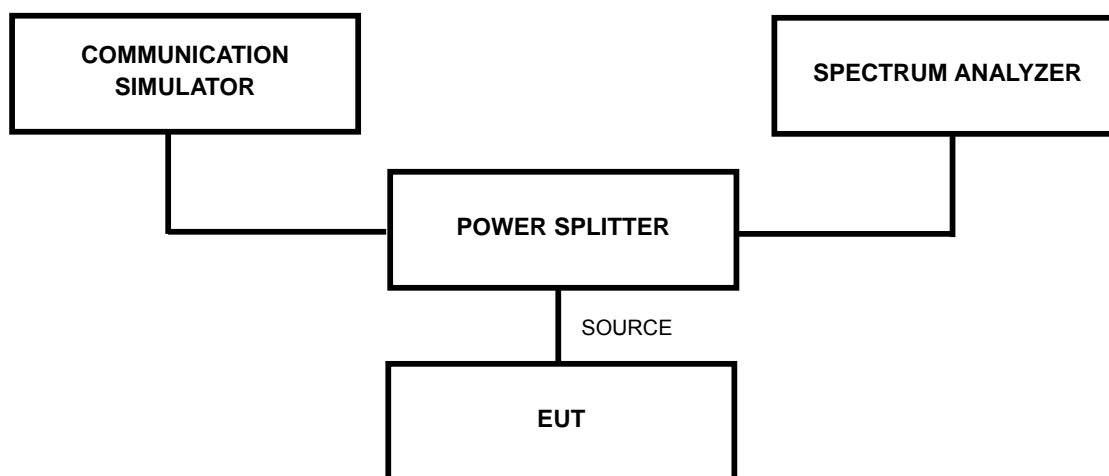 COMMUNICATION
SIMULATOR
SPECTRUM ANALYZER
POWER SPLITTER
SOURCE
EUT